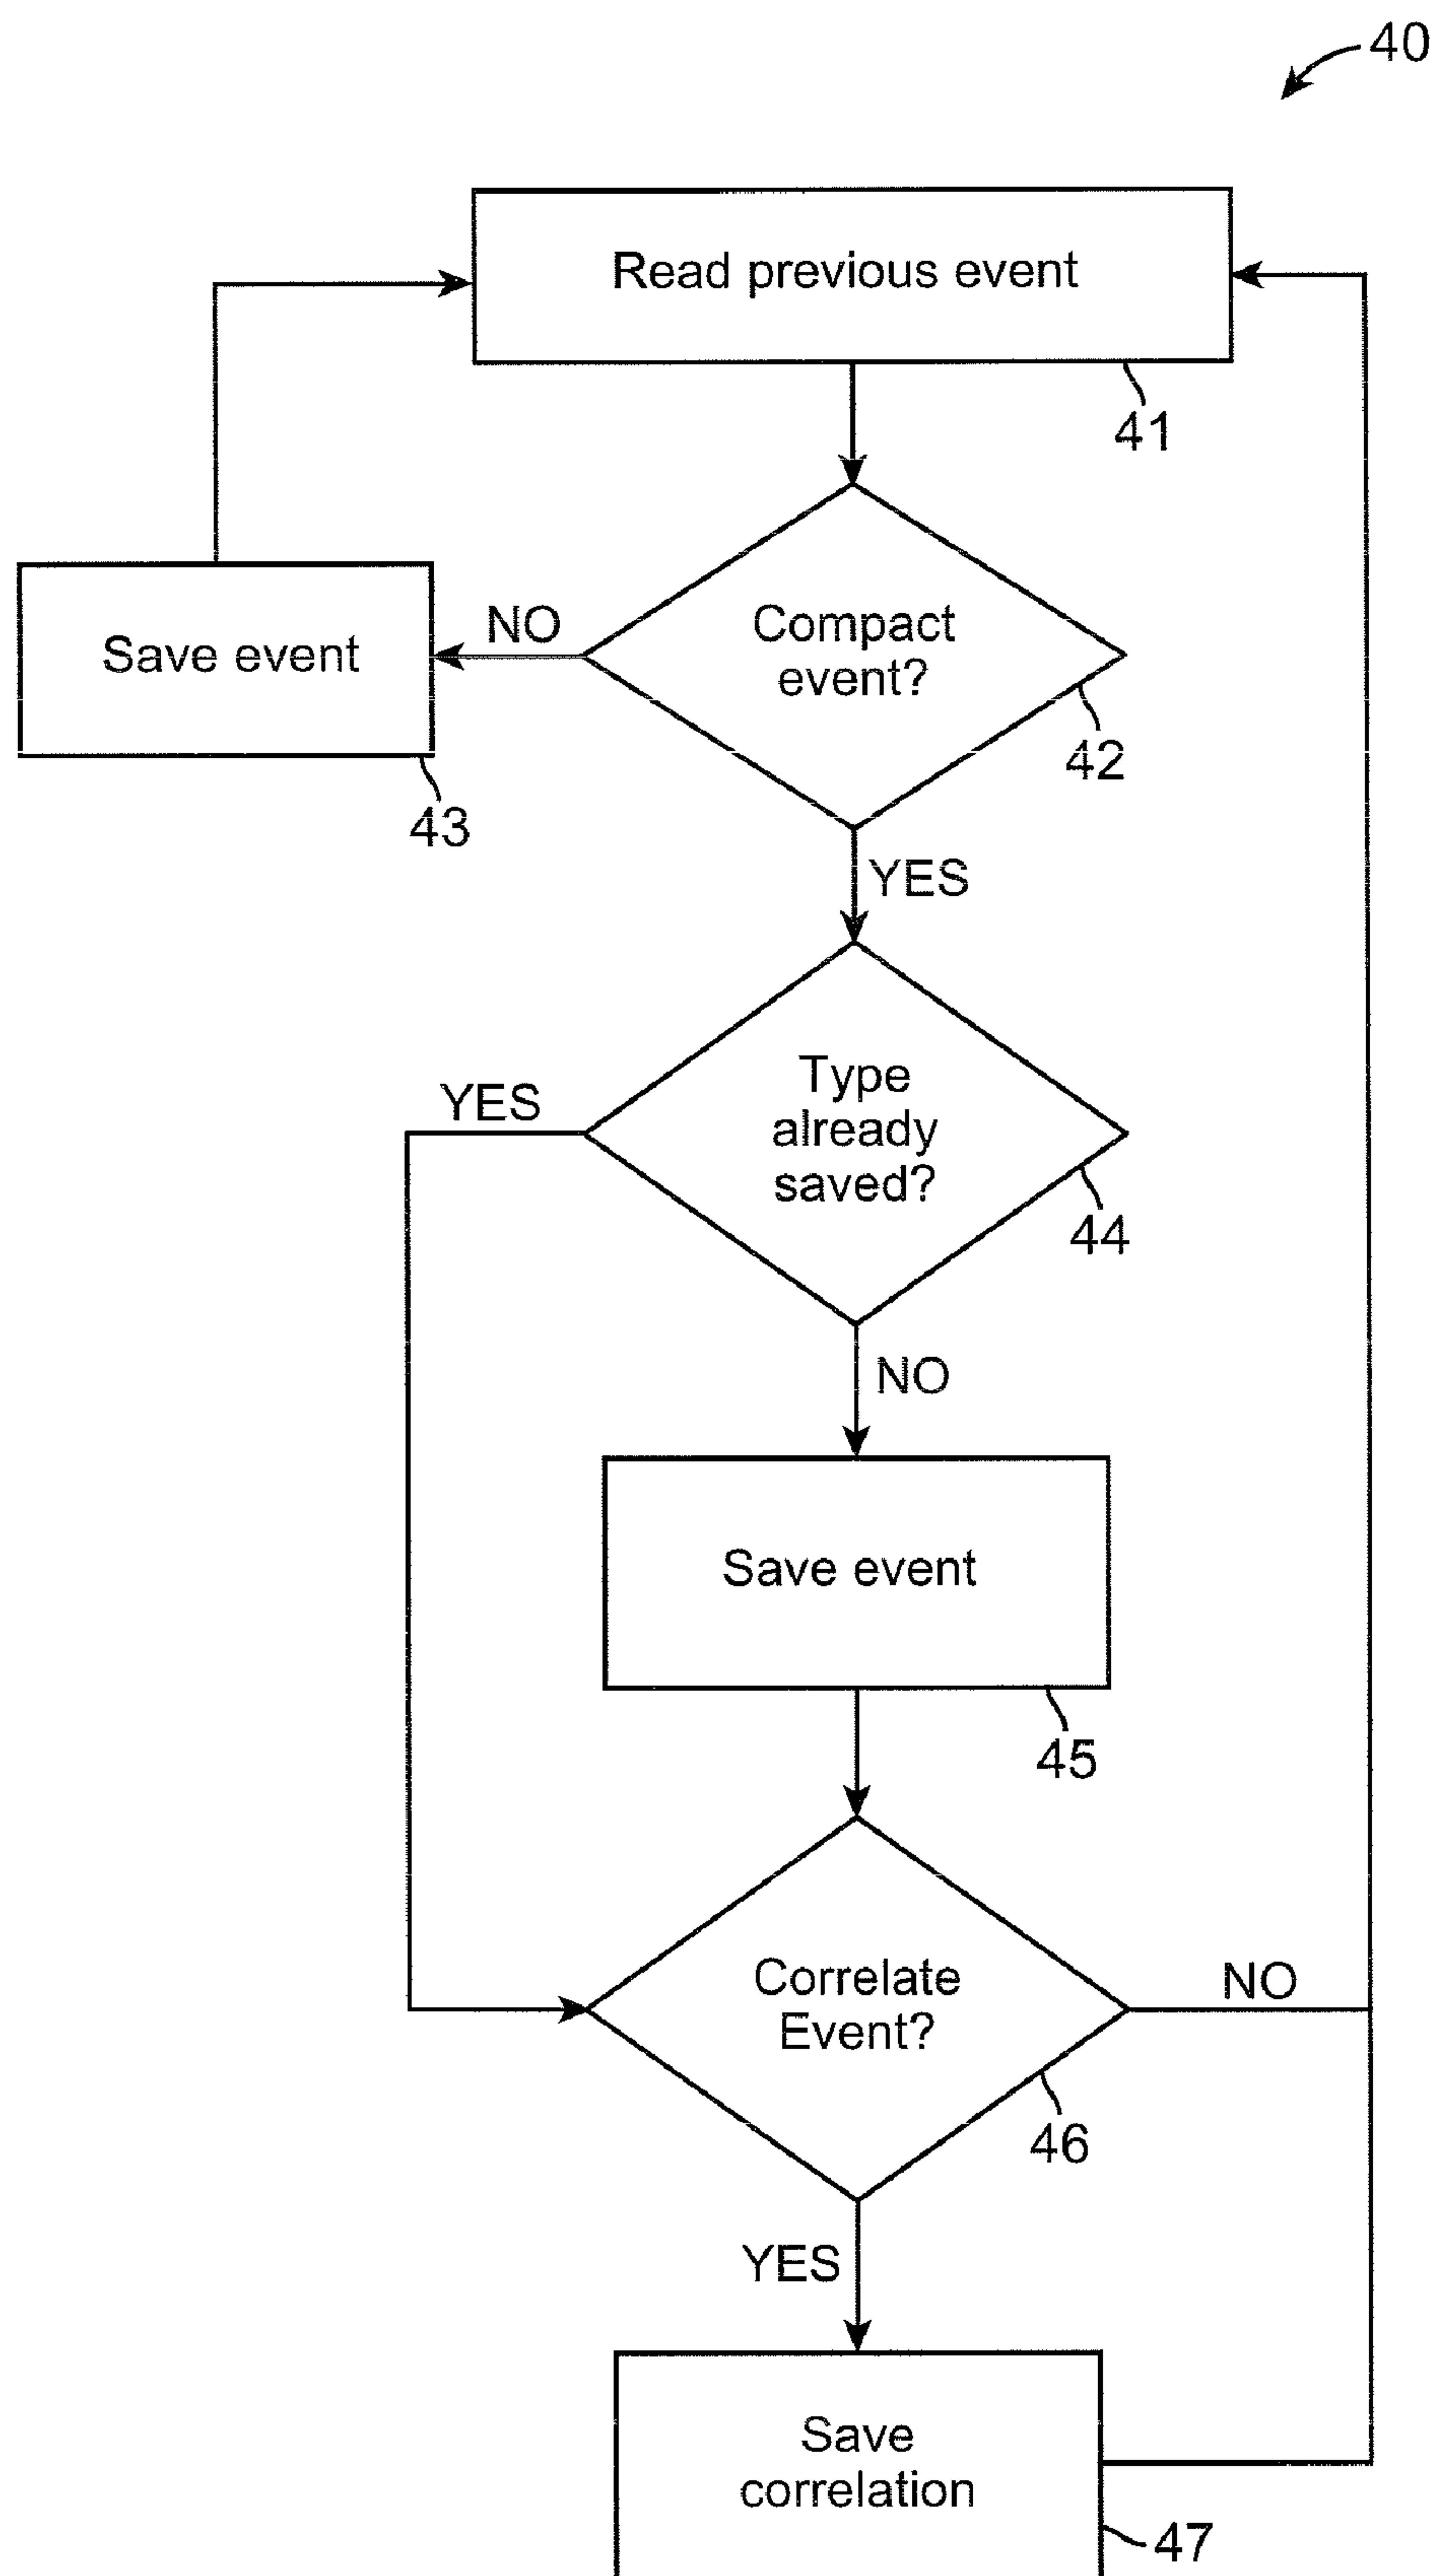 40
Read previous event
41
Save event
NO
Compact
event?
42
43
YES
YES
Type
already
saved?
44
NO
Save event
45
Correlate
Event?
NO
46
YES
Save
correlation
47